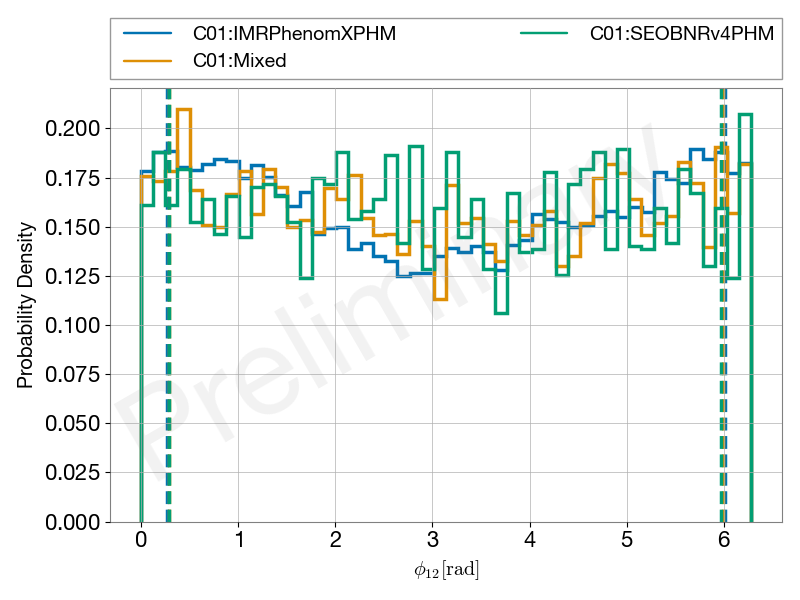 C01:IMRPhenomXPHM
C01:SEOBNRv4PHM
C01:Mixed
Preliminary
0.200
0.175
0.150
0.125
0.100
0.075
0.050
0.025
0.000
Probability Density
0 1 2 3 4 5 6
ϕ₁₂[rad]